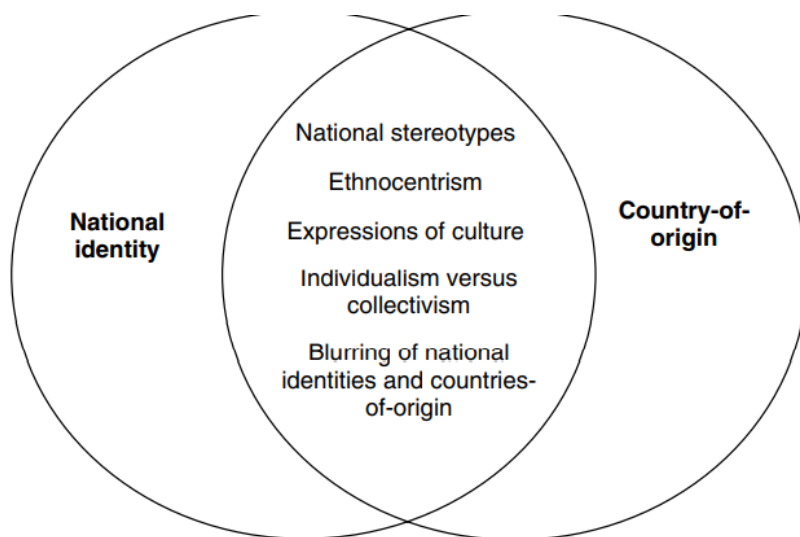 National stereotypes
Ethnocentrism
Expressions of culture
Individualism versus
collectivism
Blurring of national
identities and countries-
of-origin
National
identity
Country-of-
origin